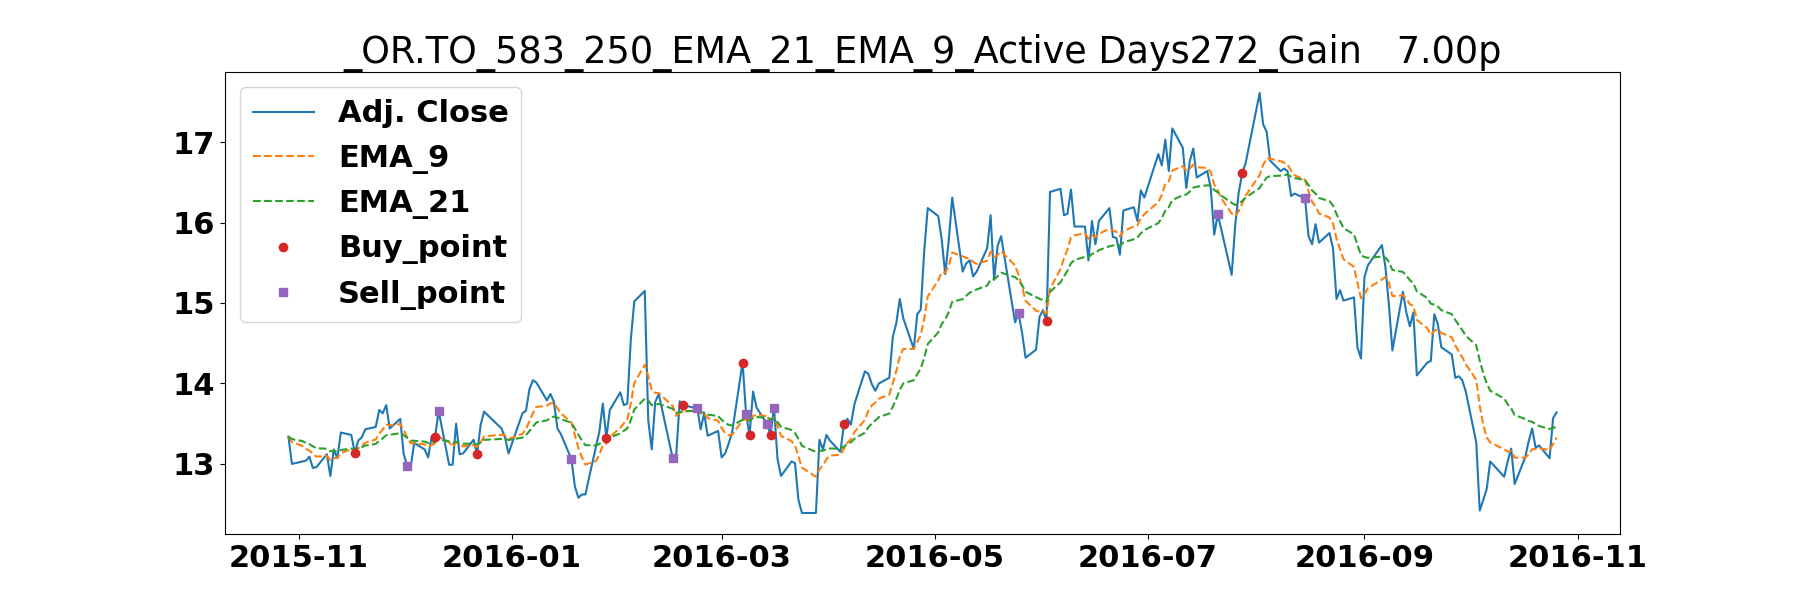 _OR.TO_583_250_EMA_21_EMA_9_Active Days272_Gain   7.00p
Adj. Close
EMA_9
EMA_21
Buy_point
Sell_point
17
16
15
14
13
2015-11
2016-01
2016-03
2016-05
2016-07
2016-09
2016-11